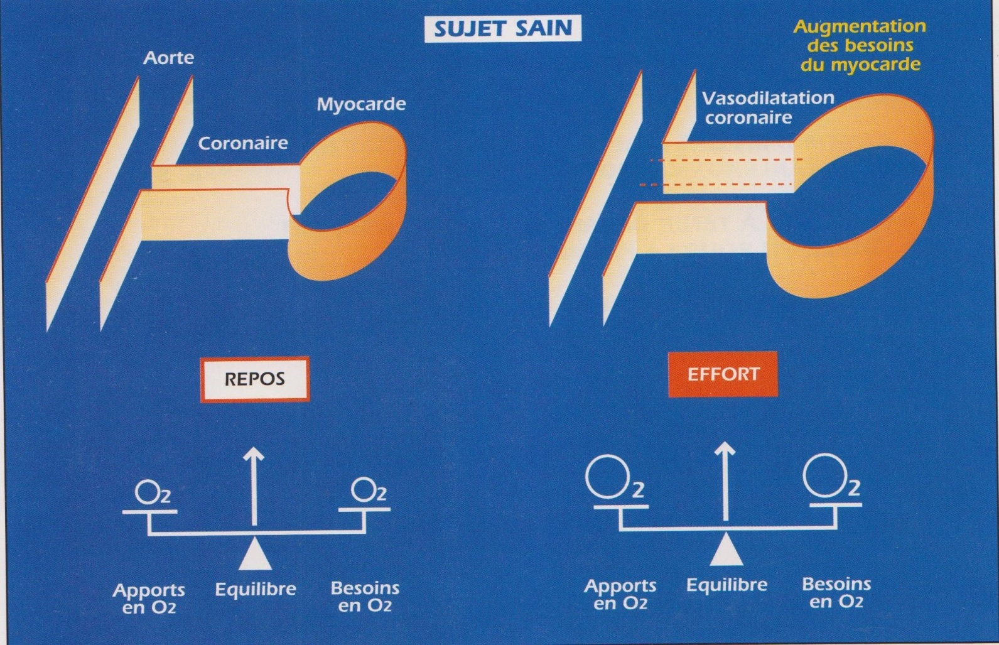 SUJET SAIN
Aorte
Coronaire
Myocarde
Augmentation
des besoins
du myocarde
Vasodilatation
coronaire
REPOS
EFFORT
O2
O2
O2
O2
Apports
en O2
Equilibre
Besoins
en O2
Apports
en O2
Equilibre
Besoins
en O2